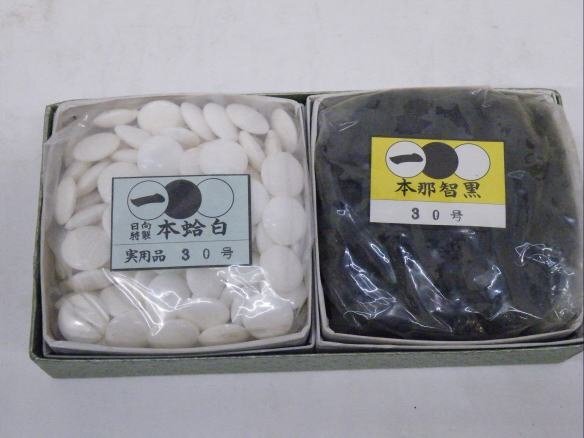 一
日向
特製
本蛤白
実用品 30号
一
本那智黒
30号